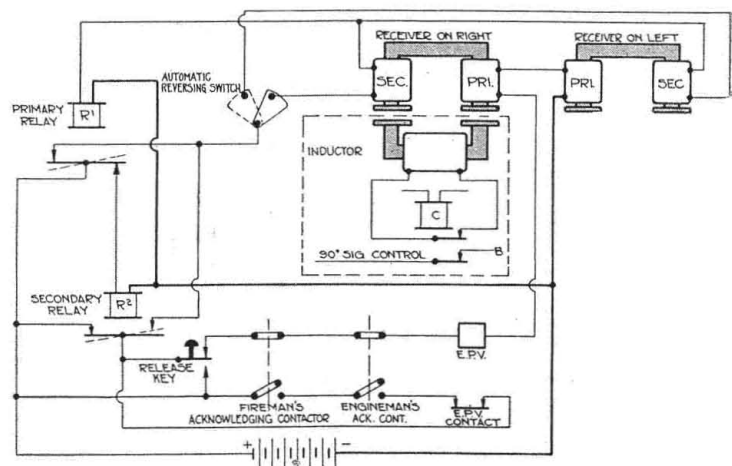 RECEIVER ON RIGHT
RECEIVER ON LEFT
AUTOMATIC
REVERSING SWITCH
SEC.
PRI.
PRI.
SEC
PRIMARY
RELAY
R1
INDUCTOR
C
90° SIG CONTROL
B
SECONDARY
RELAY
R2
E.P.V.
RELEASE
KEY
FIREMAN'S
ACKNOWLEDGING CONTACTOR
ENGINEMAN'S
ACK. CONT.
E.P.V.
CONTACT
+
−